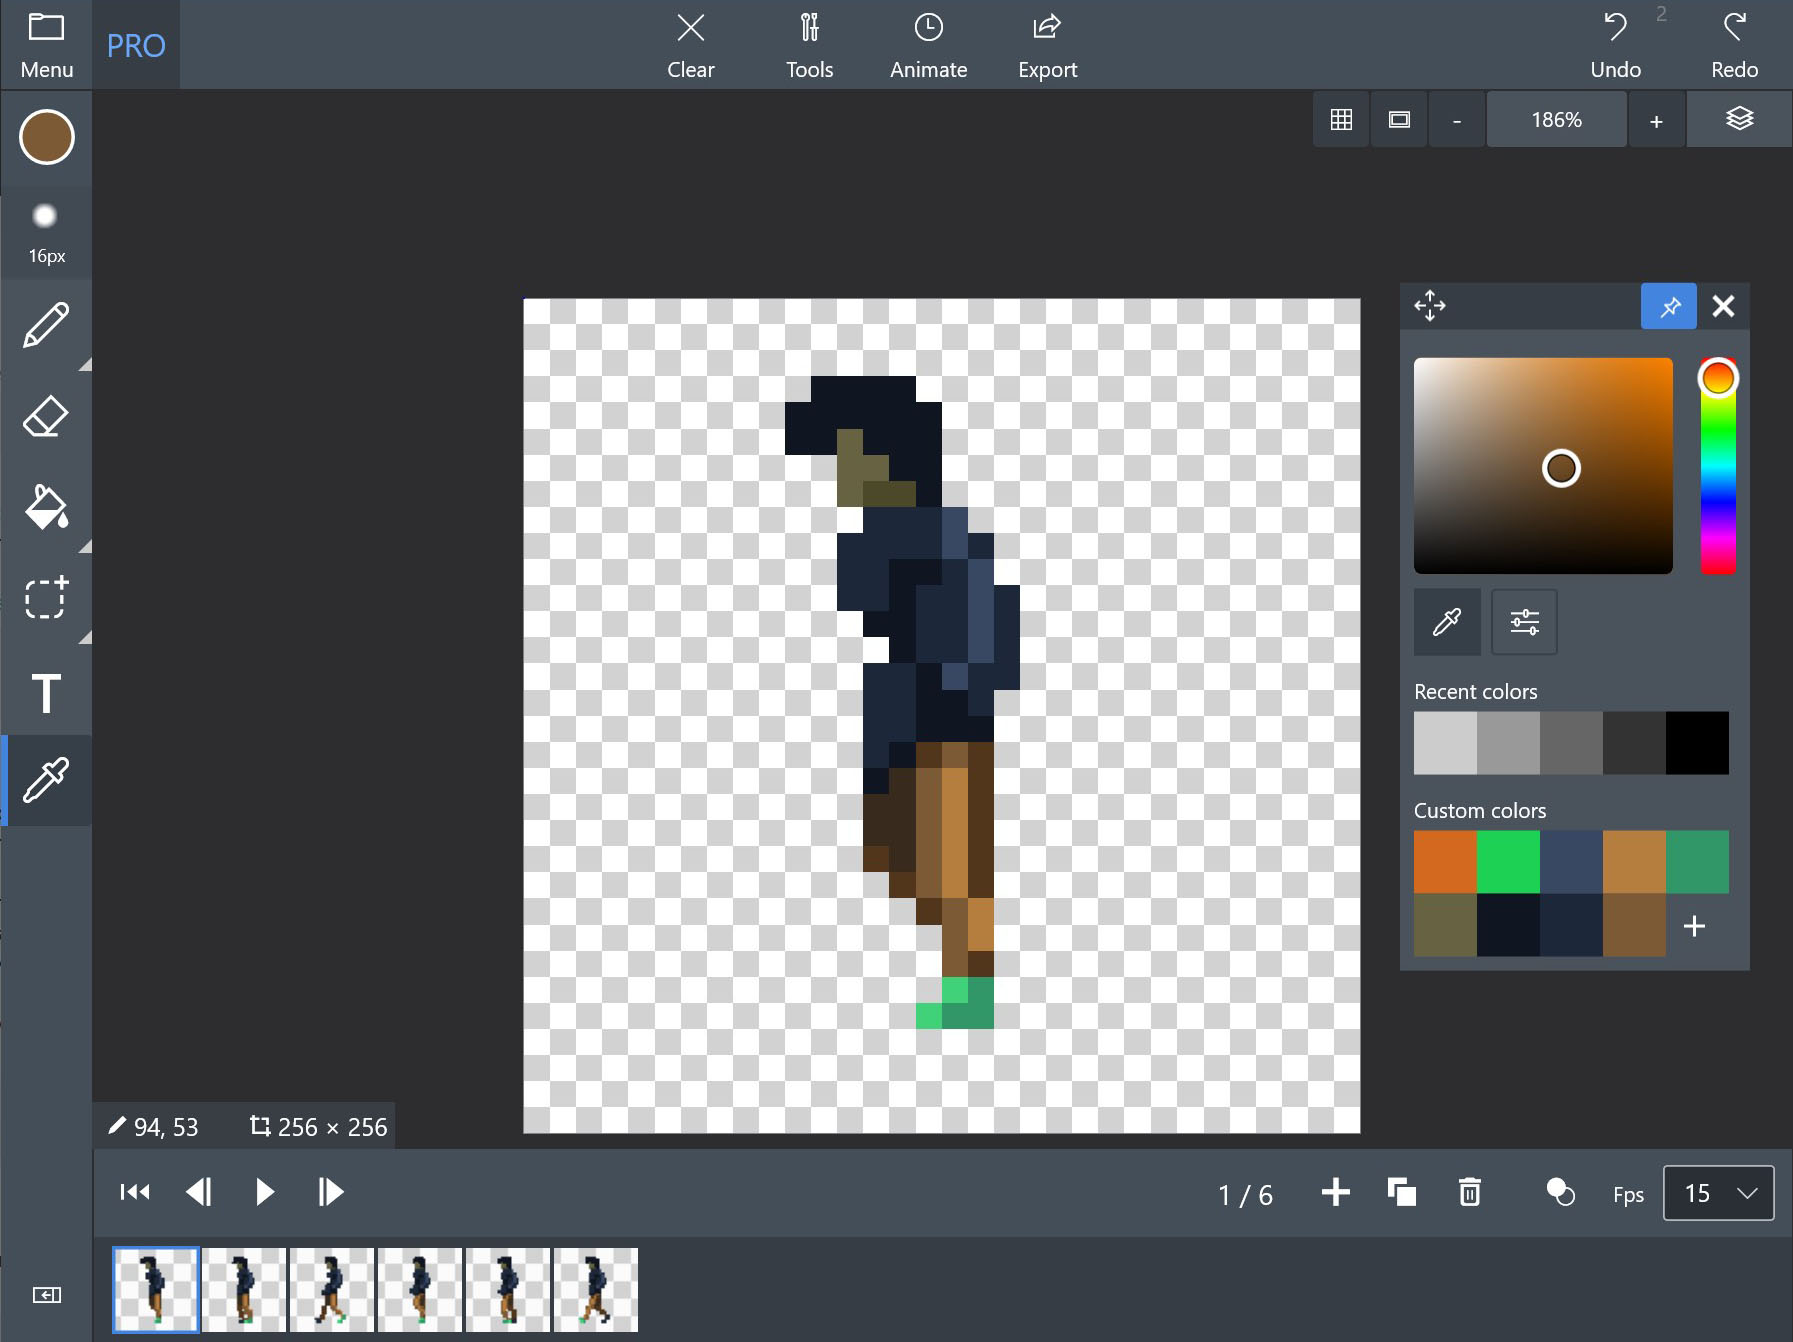 Menu
PRO
Clear
Tools
Animate
Export
Undo
2
Redo
- 186% +
16px
T
Recent colors
Custom colors
+
94, 53
256 × 256
1 / 6
Fps
15